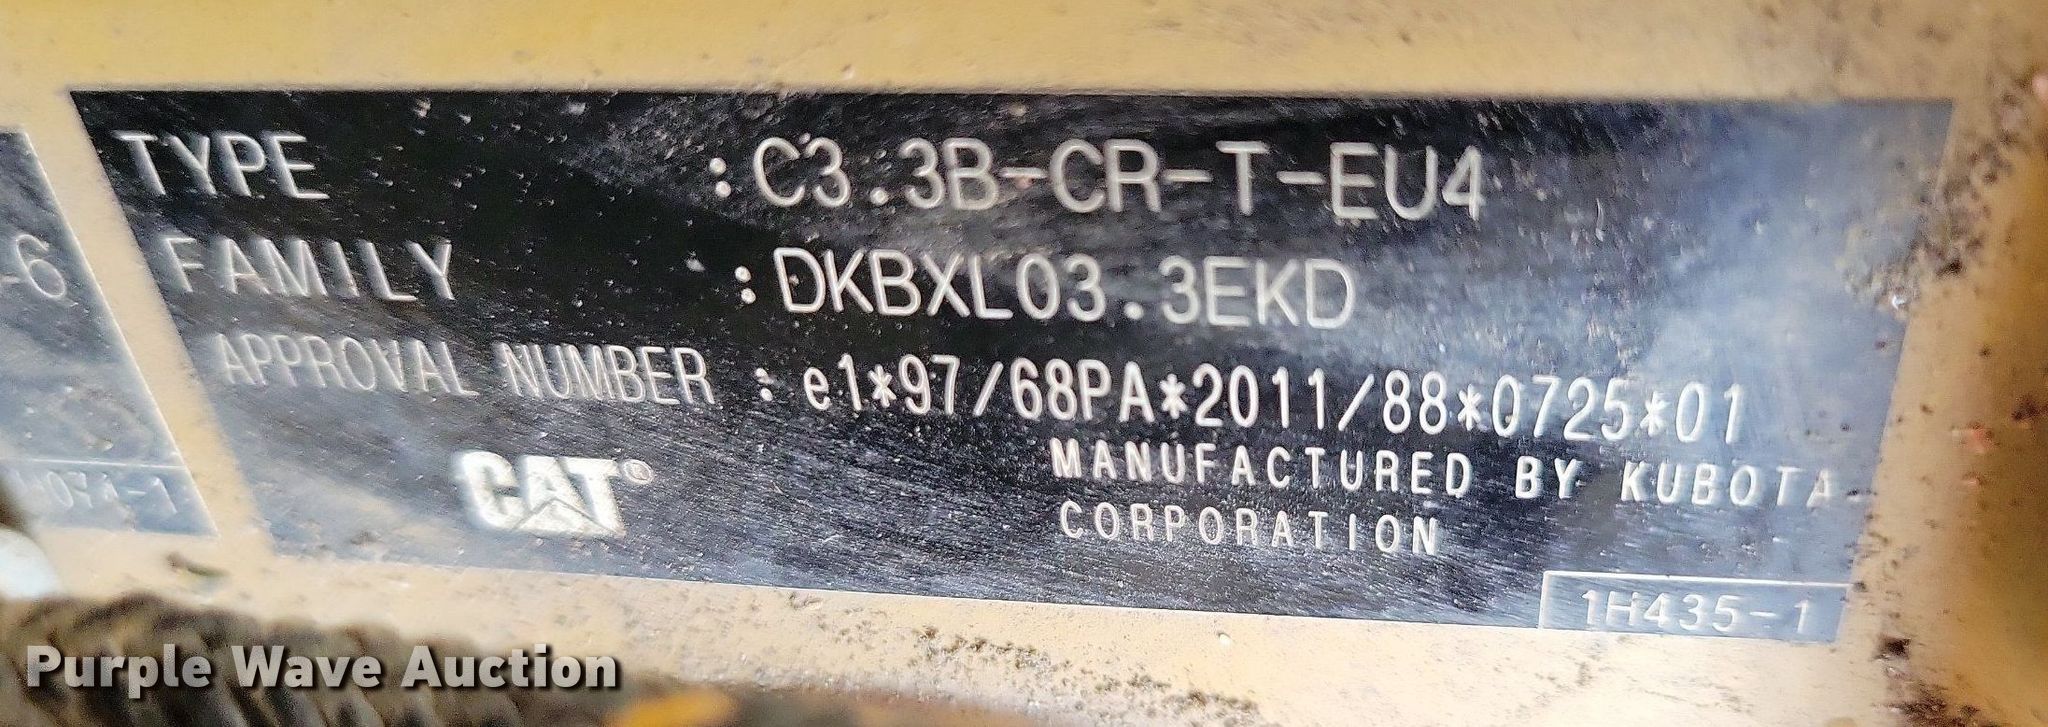 TYPE : C3.3B-CR-T-EU4
FAMILY : DKBXL03.3EKD
APPROVAL NUMBER : e1*97/68PA*2011/88*0725*01
MANUFACTURED BY KUBOTA
CORPORATION
CAT®
1H435-1
-6
Purple Wave Auction